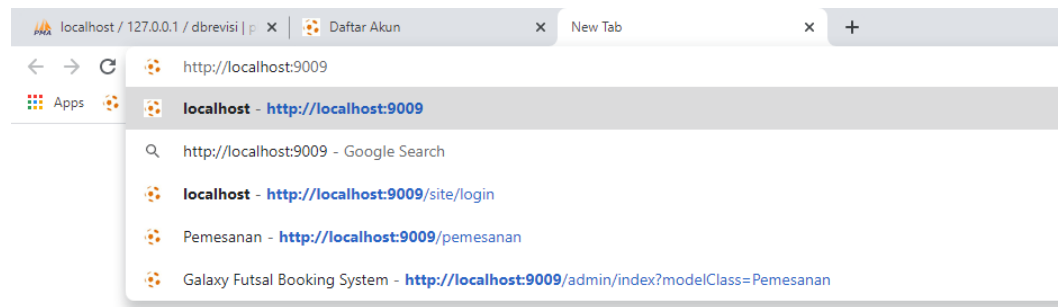 PMA localhost / 127.0.0.1 / dbrevisi | p Daftar Akun New Tab
http://localhost:9009
Apps
localhost - http://localhost:9009
http://localhost:9009 - Google Search
localhost - http://localhost:9009/site/login
Pemesanan - http://localhost:9009/pemesanan
Galaxy Futsal Booking System - http://localhost:9009/admin/index?modelClass=Pemesanan